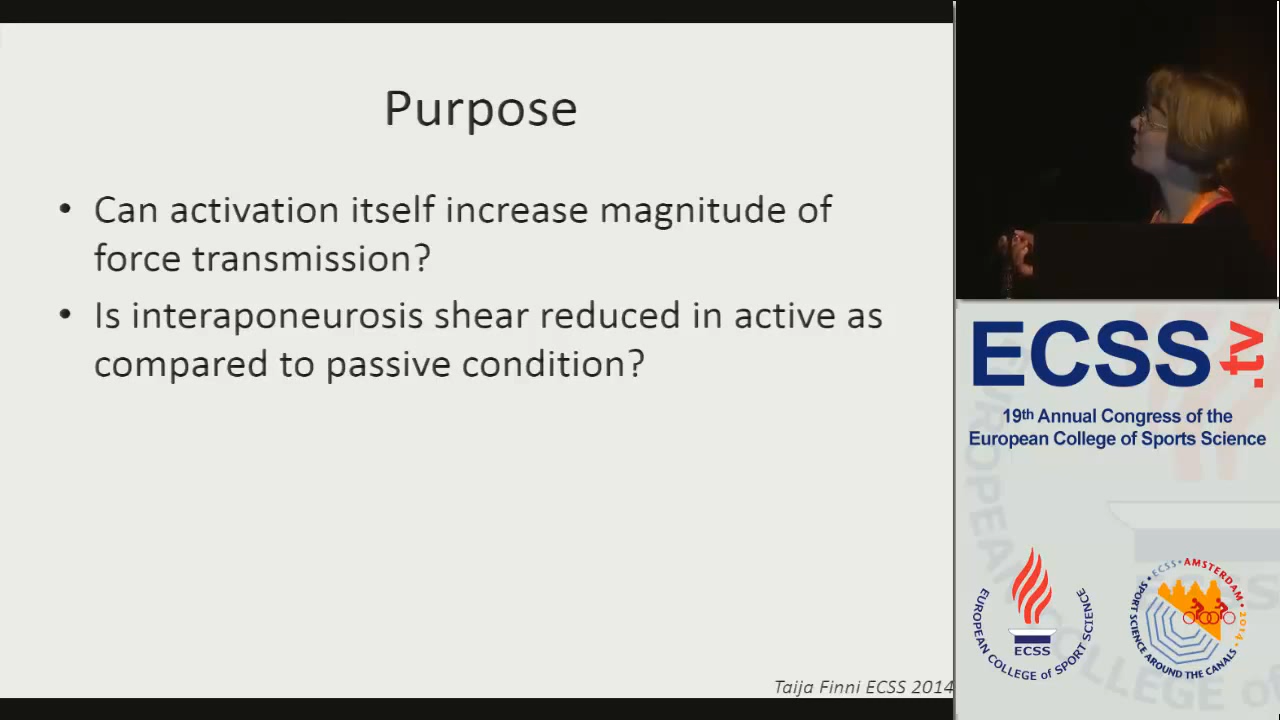 Purpose
• Can activation itself increase magnitude of
force transmission?
• Is interaponeurosis shear reduced in active as
compared to passive condition?
Taija Finni ECSS 2014
ECSS.tv
19th Annual Congress of the
European College of Sports Science
EUROPEAN COLLEGE of SPORT SCIENCE
ECSS
•ECSS•AMSTERDAM•2014•
SPORT SCIENCE AROUND THE CANALS